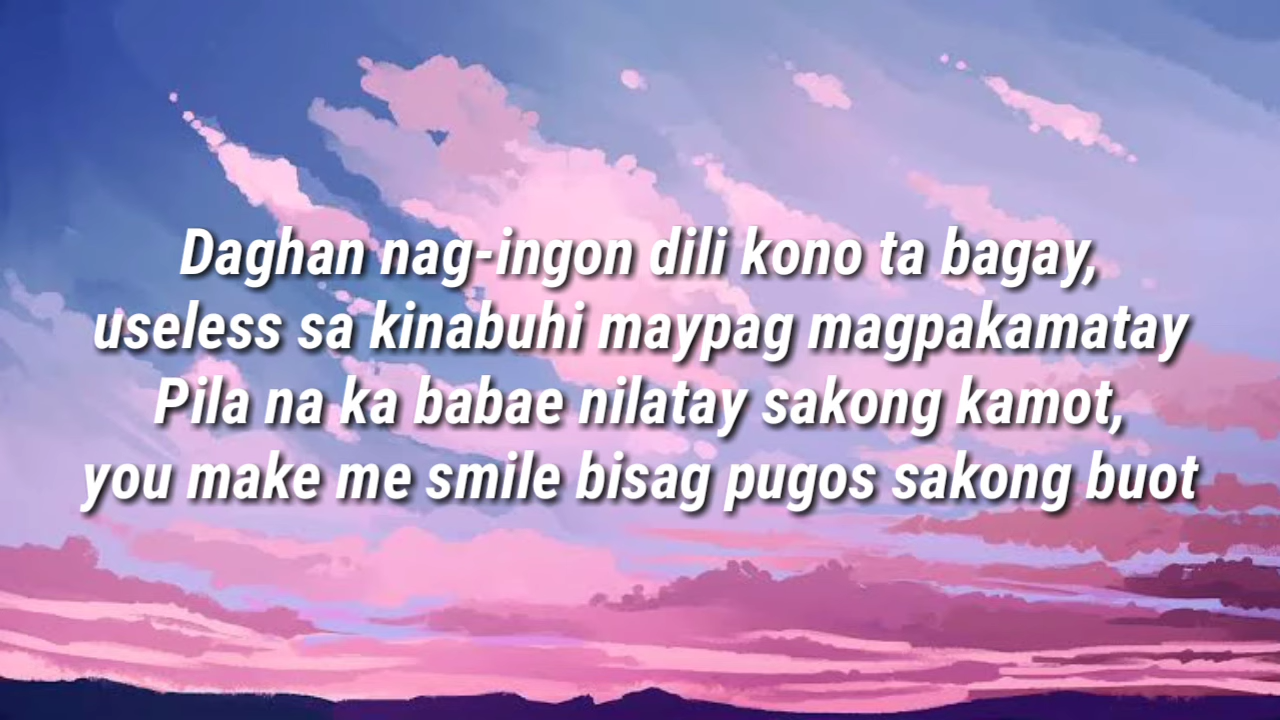 Daghan nag-ingon dili kono ta bagay,
useless sa kinabuhi maypag magpakamatay
Pila na ka babae nilatay sakong kamot,
you make me smile bisag pugos sakong buot